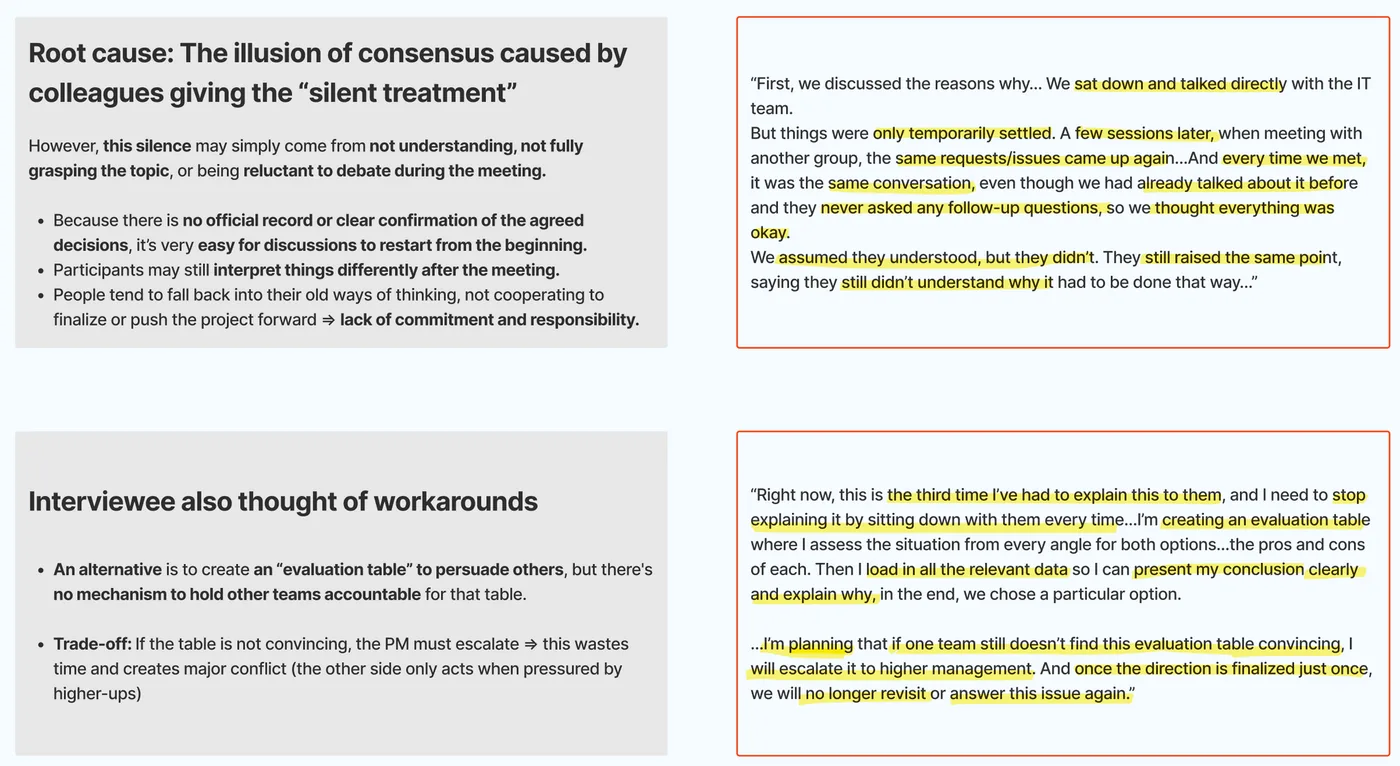 Root cause: The illusion of consensus caused by
colleagues giving the “silent treatment”
However, this silence may simply come from not understanding, not fully
grasping the topic, or being reluctant to debate during the meeting.
• Because there is no official record or clear confirmation of the agreed
decisions, it’s very easy for discussions to restart from the beginning.
• Participants may still interpret things differently after the meeting.
• People tend to fall back into their old ways of thinking, not cooperating to
finalize or push the project forward ⇒ lack of commitment and responsibility.
“First, we discussed the reasons why... We sat down and talked directly with the IT
team.
But things were only temporarily settled. A few sessions later, when meeting with
another group, the same requests/issues came up again...And every time we met,
it was the same conversation, even though we had already talked about it before
and they never asked any follow-up questions, so we thought everything was
okay.
We assumed they understood, but they didn’t. They still raised the same point,
saying they still didn’t understand why it had to be done that way...”
Interviewee also thought of workarounds
• An alternative is to create an “evaluation table” to persuade others, but there's
no mechanism to hold other teams accountable for that table.
• Trade-off: If the table is not convincing, the PM must escalate ⇒ this wastes
time and creates major conflict (the other side only acts when pressured by
higher-ups)
“Right now, this is the third time I’ve had to explain this to them, and I need to stop
explaining it by sitting down with them every time...I’m creating an evaluation table
where I assess the situation from every angle for both options...the pros and cons
of each. Then I load in all the relevant data so I can present my conclusion clearly
and explain why, in the end, we chose a particular option.
...I’m planning that if one team still doesn’t find this evaluation table convincing, I
will escalate it to higher management. And once the direction is finalized just once,
we will no longer revisit or answer this issue again.”